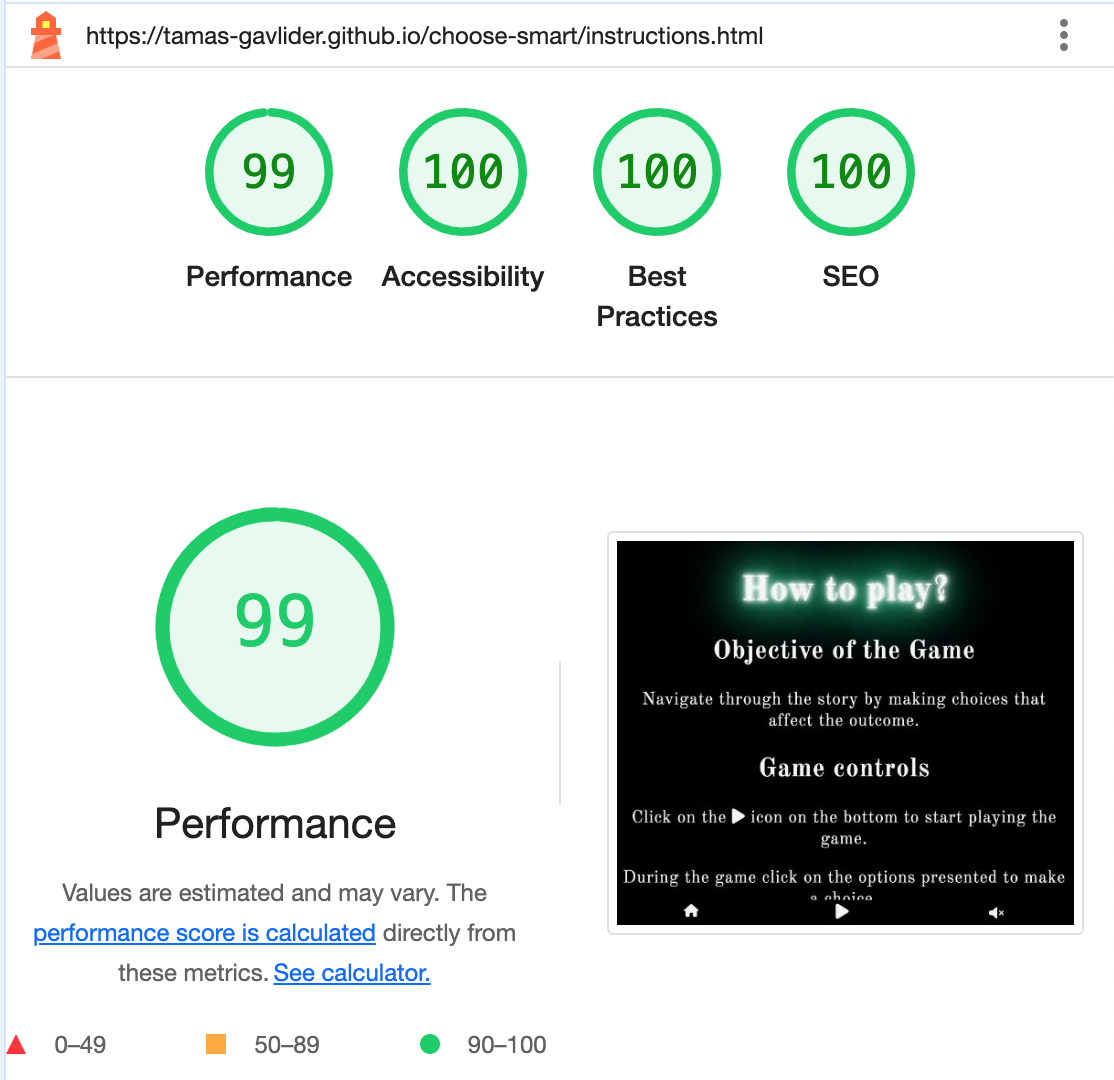 https://tamas-gavlider.github.io/choose-smart/instructions.html
99
100
100
100
Performance
Accessibility
Best
Practices
SEO
99
Performance
Values are estimated and may vary. The
performance score is calculated directly from
these metrics. See calculator.
0–49
50–89
90–100
How to play?
Objective of the Game
Navigate through the story by making choices that
affect the outcome.
Game controls
Click on the icon on the bottom to start playing the
game.
During the game click on the options presented to make
a choice